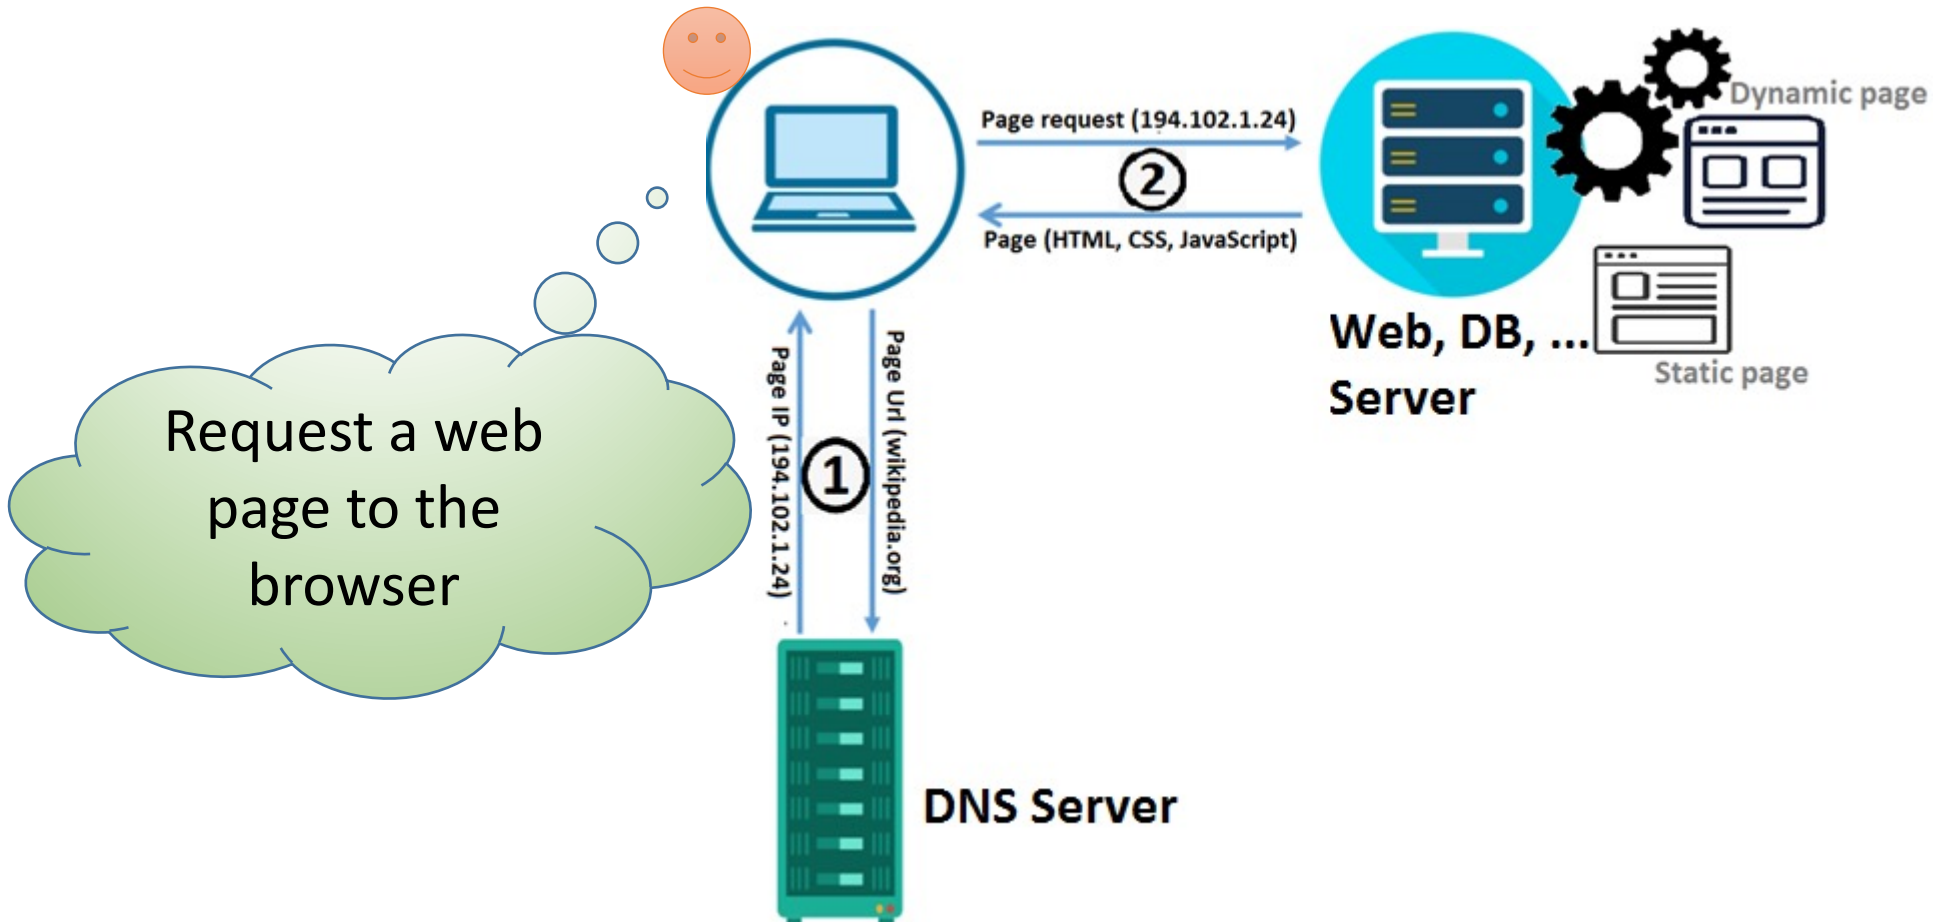 Page request (194.102.1.24)
2
Page (HTML, CSS, JavaScript)
Dynamic page
Web, DB, ...
Server
Static page
Request a web
page to the
browser
Page IP (194.102.1.24)
1
Page Url (wikipedia.org)
DNS Server